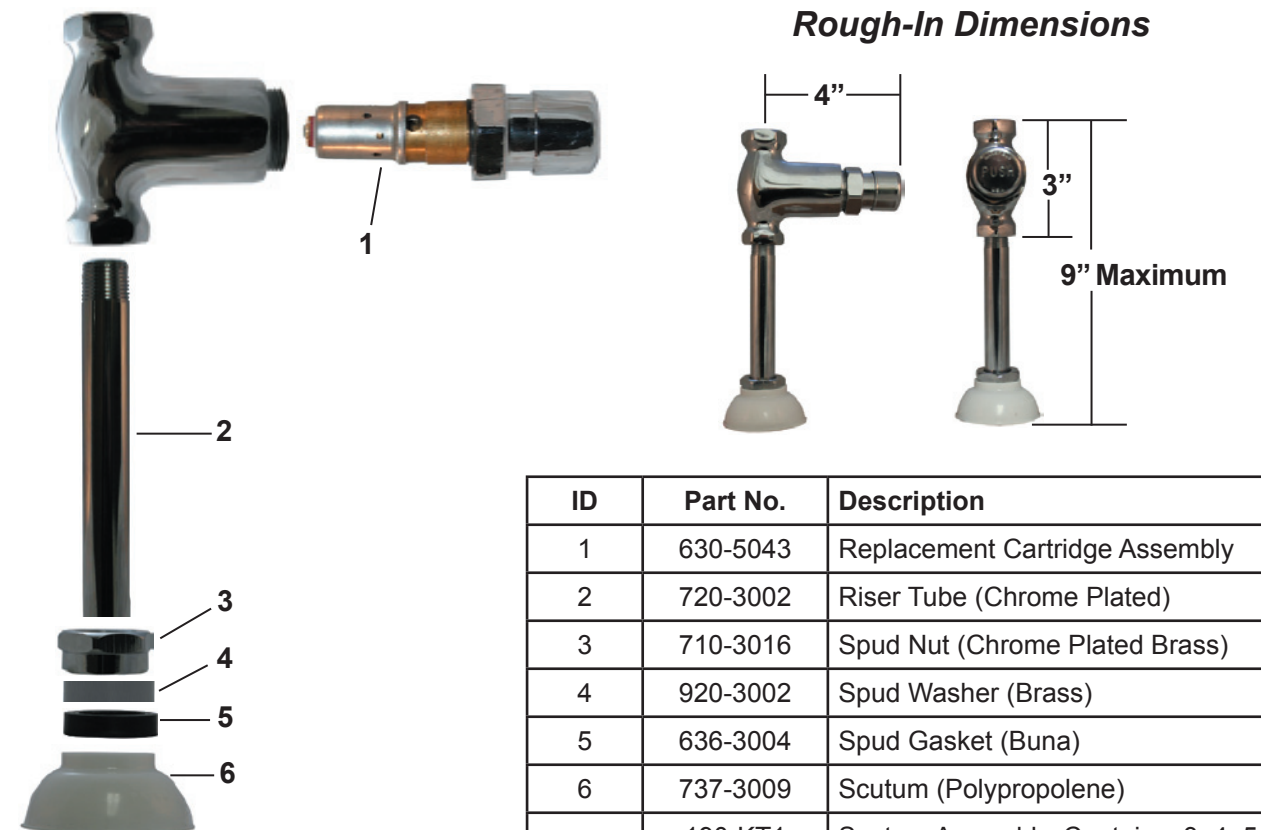 Rough-In Dimensions
4”
PUSH
3”
9” Maximum
1
2
3
4
5
6
ID Part No. Description
1 630-5043 Replacement Cartridge Assembly
2 720-3002 Riser Tube (Chrome Plated)
3 710-3016 Spud Nut (Chrome Plated Brass)
4 920-3002 Spud Washer (Brass)
5 636-3004 Spud Gasket (Buna)
6 737-3009 Scutum (Polypropolene)